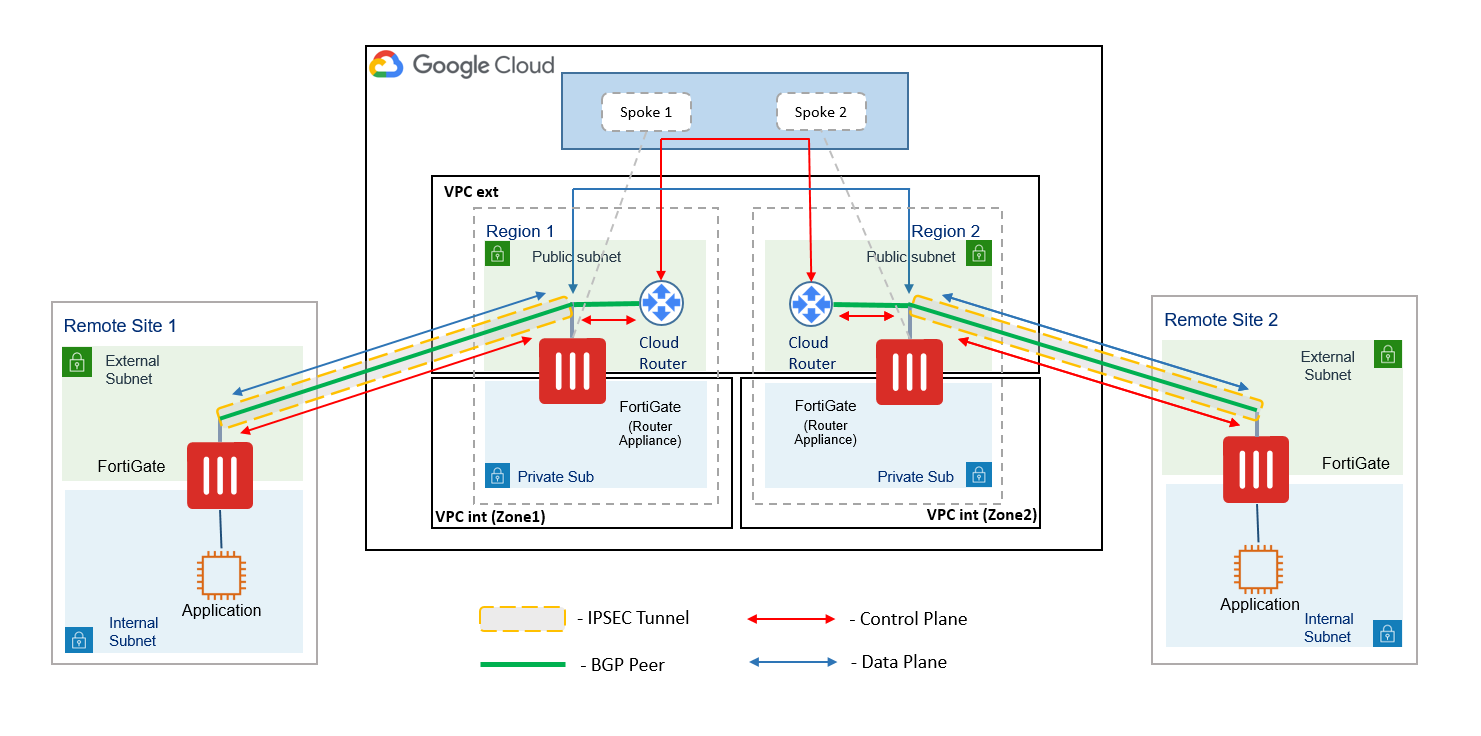 Google Cloud
Spoke 1
Spoke 2
VPC ext
Region 1
Region 2
Public subnet
Public subnet
Cloud
Router
Cloud
Router
FortiGate
(Router
Appliance)
FortiGate
(Router
Appliance)
Private Sub
Private Sub
VPC int (Zone1)
VPC int (Zone2)
Remote Site 1
External
Subnet
FortiGate
Application
Internal
Subnet
Remote Site 2
External
Subnet
FortiGate
Application
Internal
Subnet
- IPSEC Tunnel
- Control Plane
- BGP Peer
- Data Plane